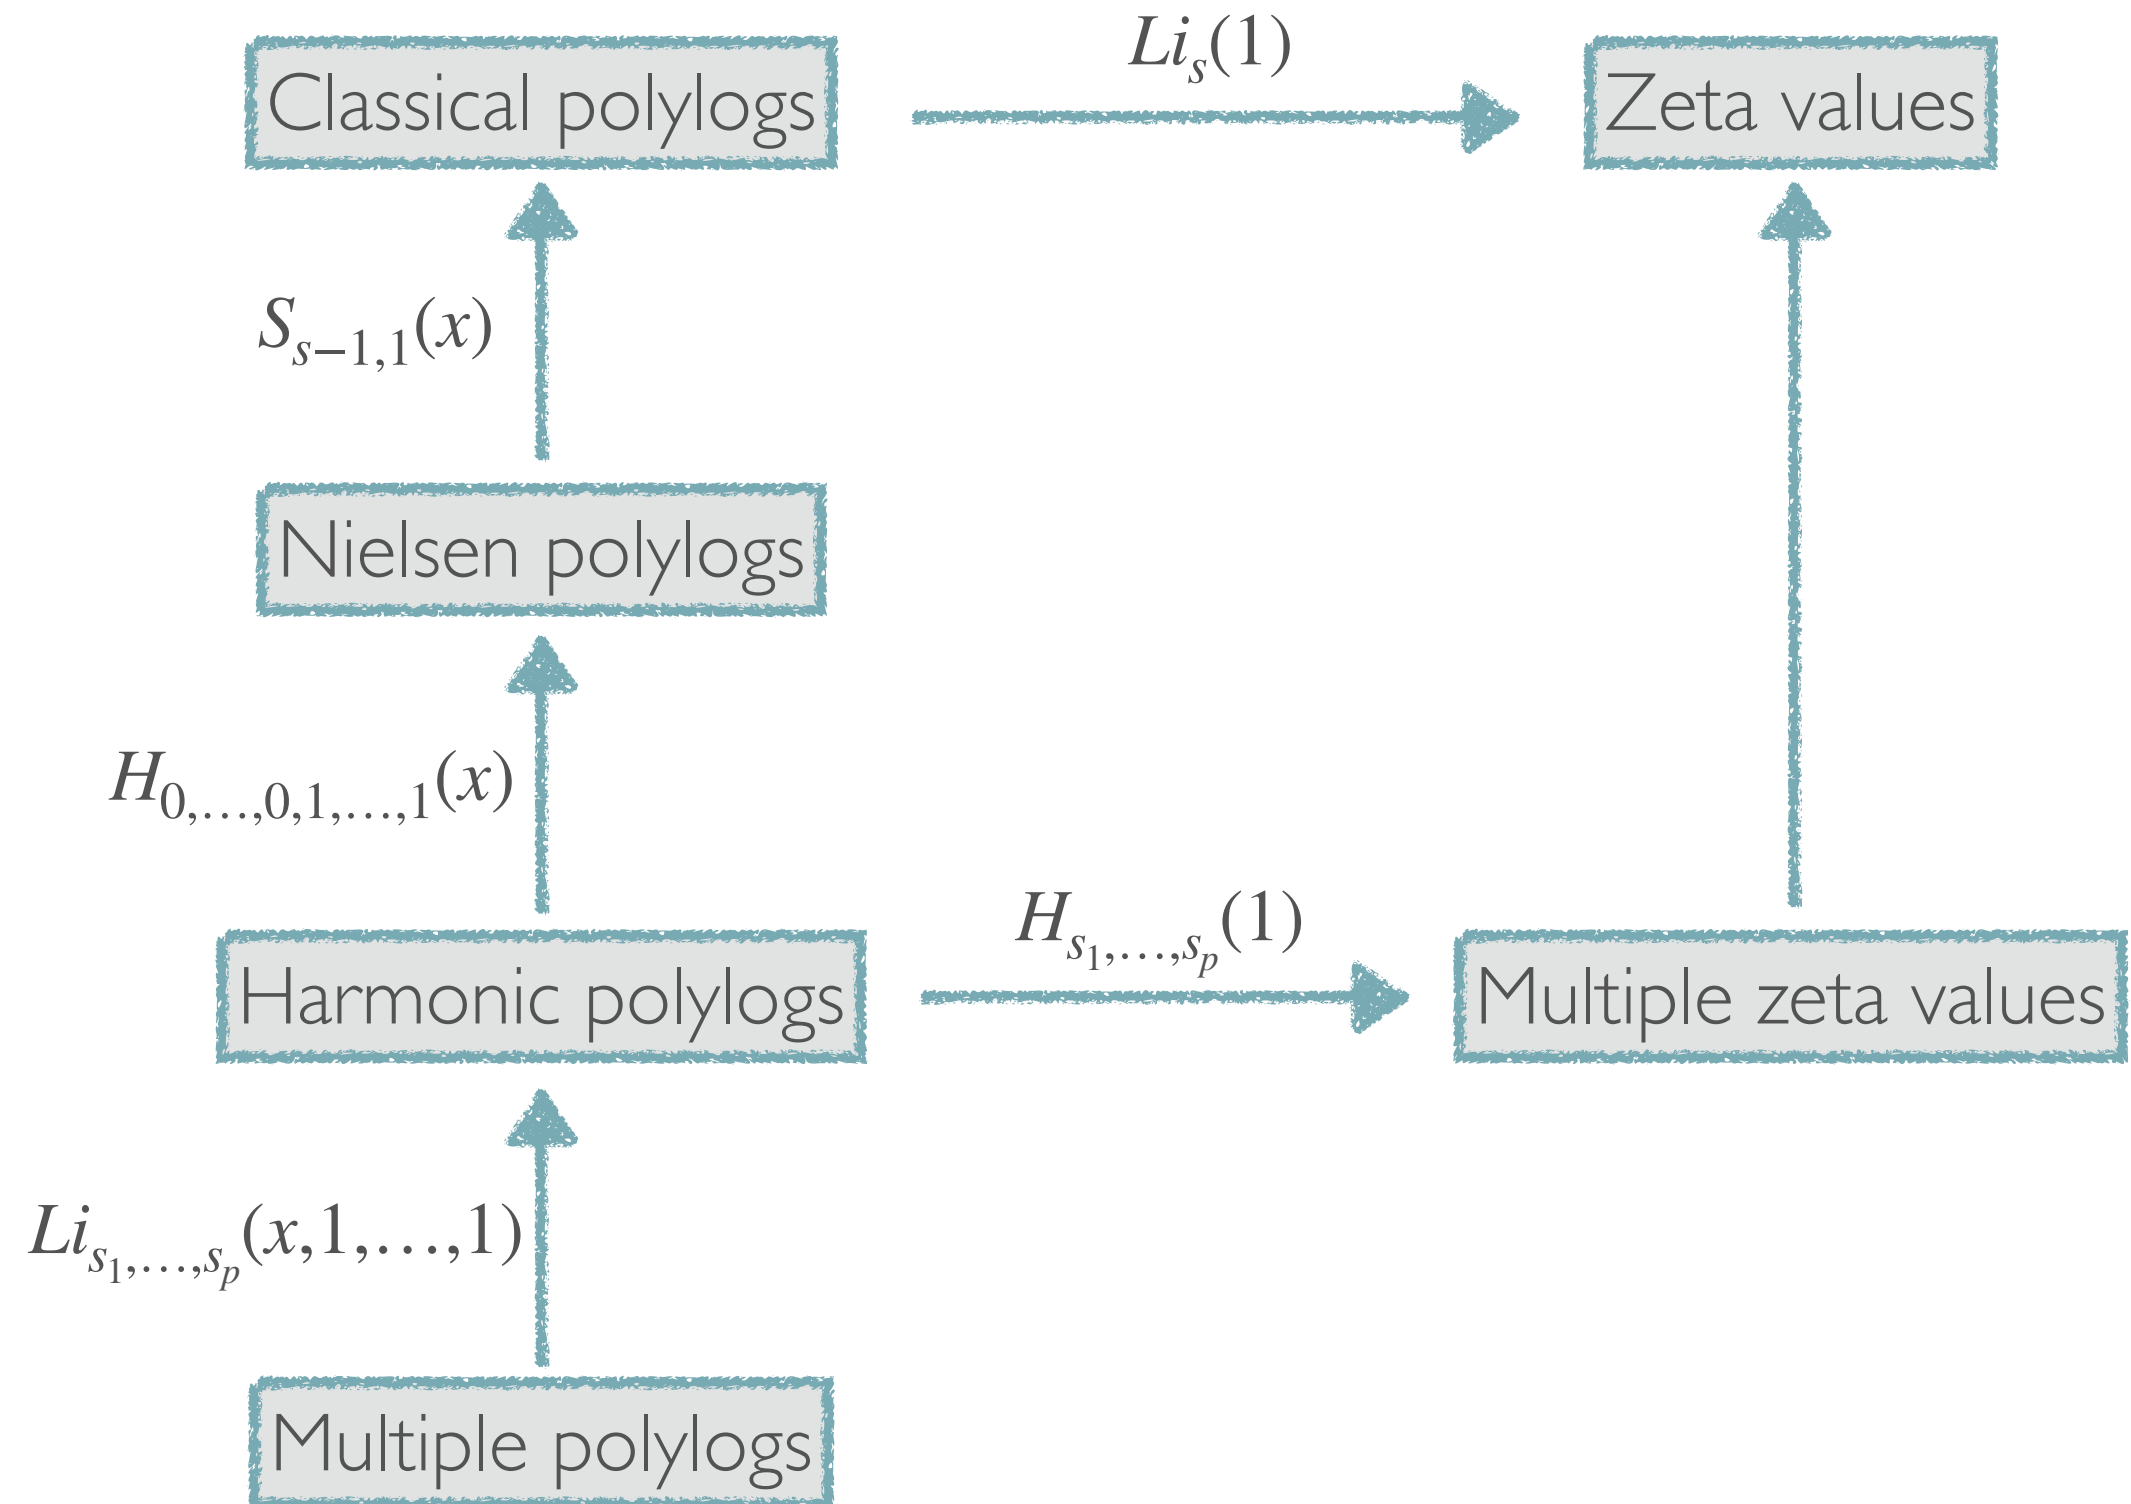 Li_s(1)
Classical polylogs
Zeta values
S_{s−1,1}(x)
Nielsen polylogs
H_{0,…,0,1,…,1}(x)
H_{s_1,…,s_p}(1)
Harmonic polylogs
Multiple zeta values
Li_{s_1,…,s_p}(x,1,…,1)
Multiple polylogs